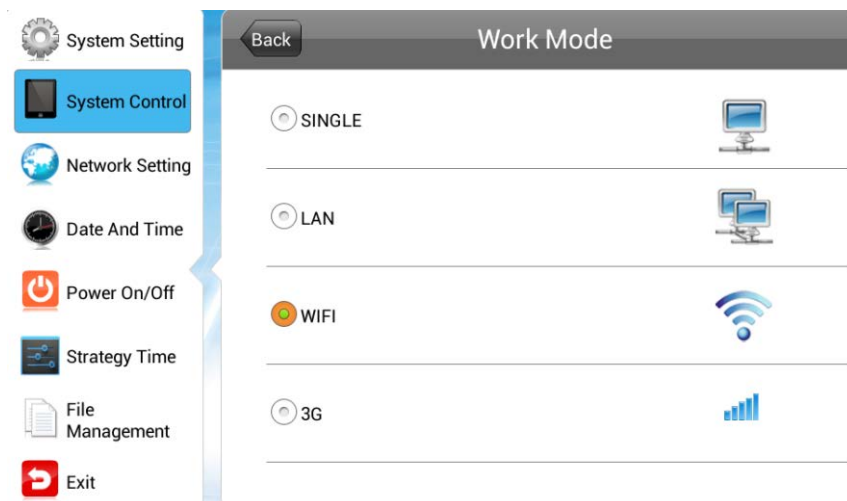 System Setting
System Control
Network Setting
Date And Time
Power On/Off
Strategy Time
File
Management
Exit
Back
Work Mode
SINGLE
LAN
WIFI
3G